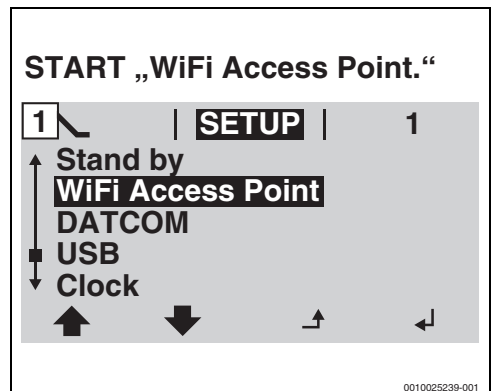 START „WiFi Access Point.“
1 | SETUP | 1
Stand by
WiFi Access Point
DATCOM
USB
Clock
0010025239-001